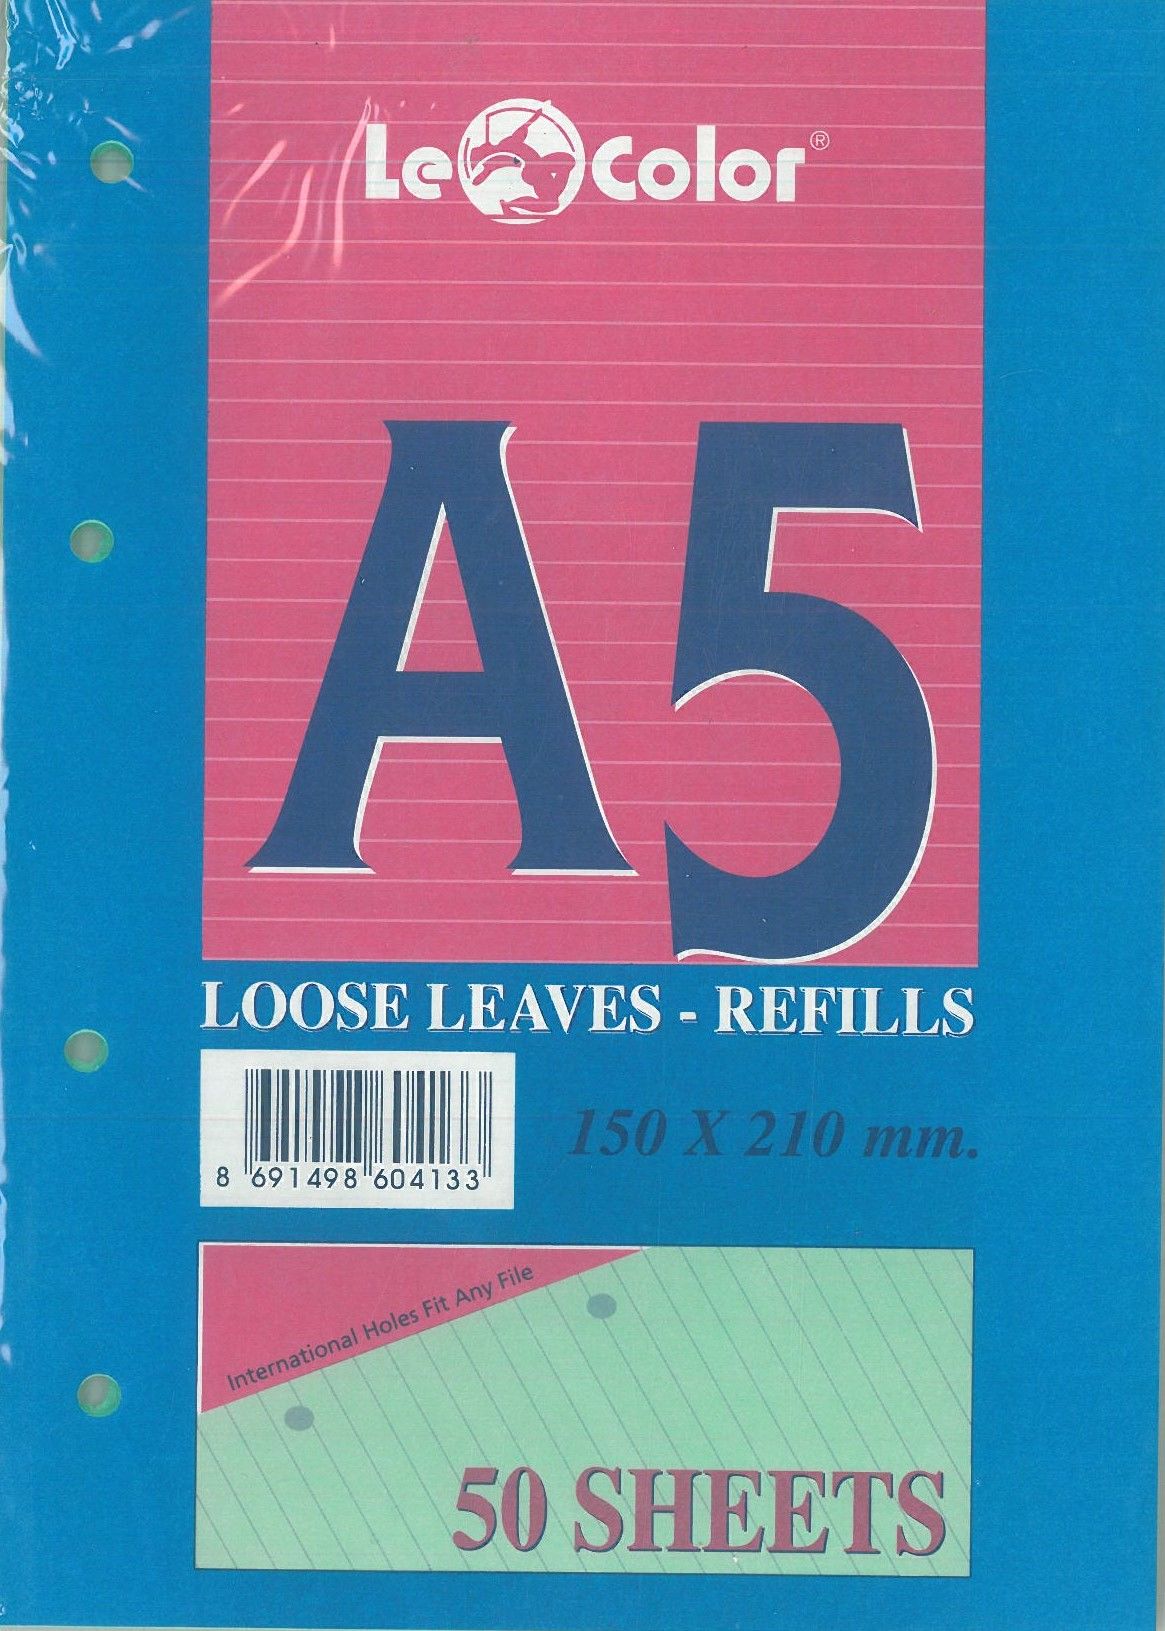 Le Color®
A5
LOOSE LEAVES - REFILLS
150 X 210 mm.
8 691498 604133
International Holes Fit Any File
50 SHEETS